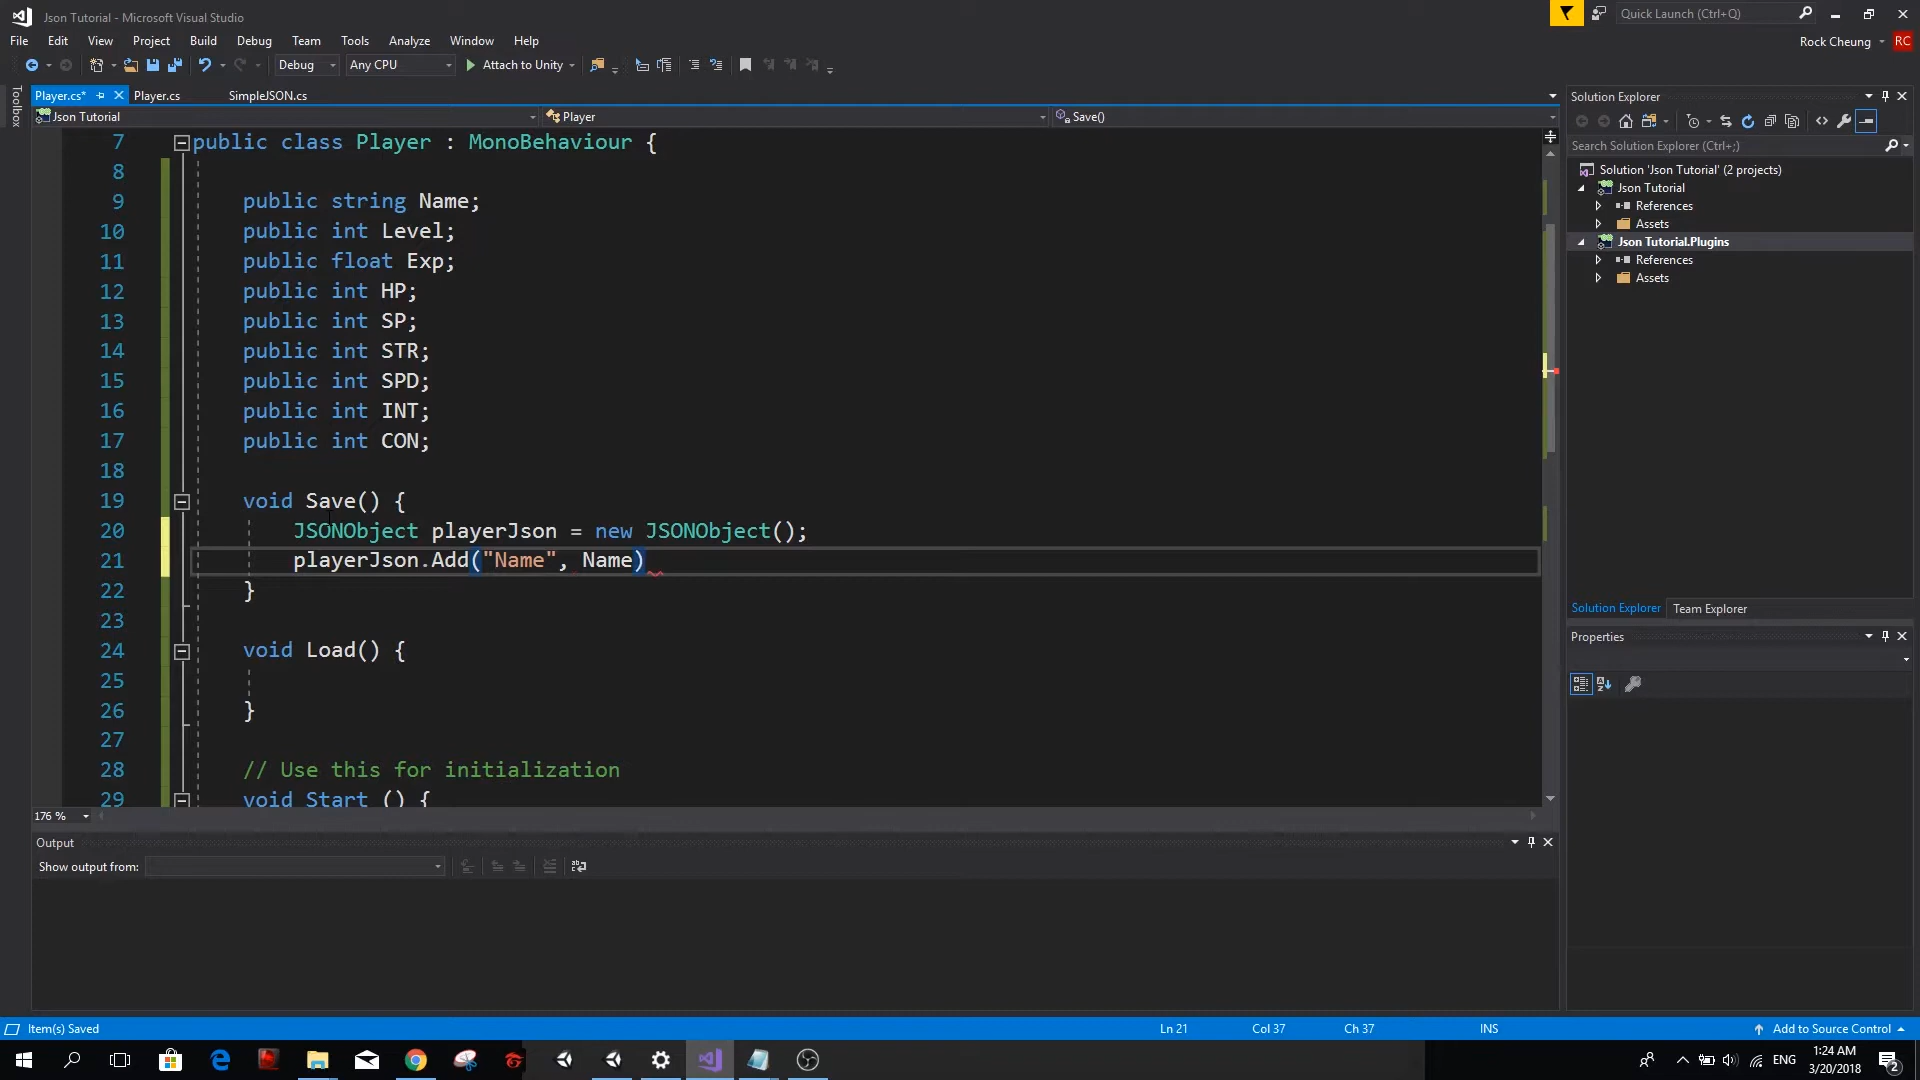 Json Tutorial - Microsoft Visual Studio
Quick Launch (Ctrl+Q)
File Edit View Project Build Debug Team Tools Analyze Window Help
Rock Cheung RC
Debug Any CPU Attach to Unity
Toolbox
Player.cs* Player.cs SimpleJSON.cs
Json Tutorial Player Save()
7 public class Player : MonoBehaviour {
8
9 public string Name;
10 public int Level;
11 public float Exp;
12 public int HP;
13 public int SP;
14 public int STR;
15 public int SPD;
16 public int INT;
17 public int CON;
18
19 void Save() {
20 JSONObject playerJson = new JSONObject();
21 playerJson.Add("Name", Name)
22 }
23
24 void Load() {
25
26 }
27
28 // Use this for initialization
29 void Start () {
176 %
Solution Explorer
Search Solution Explorer (Ctrl+;)
Solution 'Json Tutorial' (2 projects)
Json Tutorial
References
Assets
Json Tutorial.Plugins
References
Assets
Solution Explorer Team Explorer
Properties
Output
Show output from:
Item(s) Saved Ln 21 Col 37 Ch 37 INS Add to Source Control
ENG 1:24 AM
3/20/2018
2